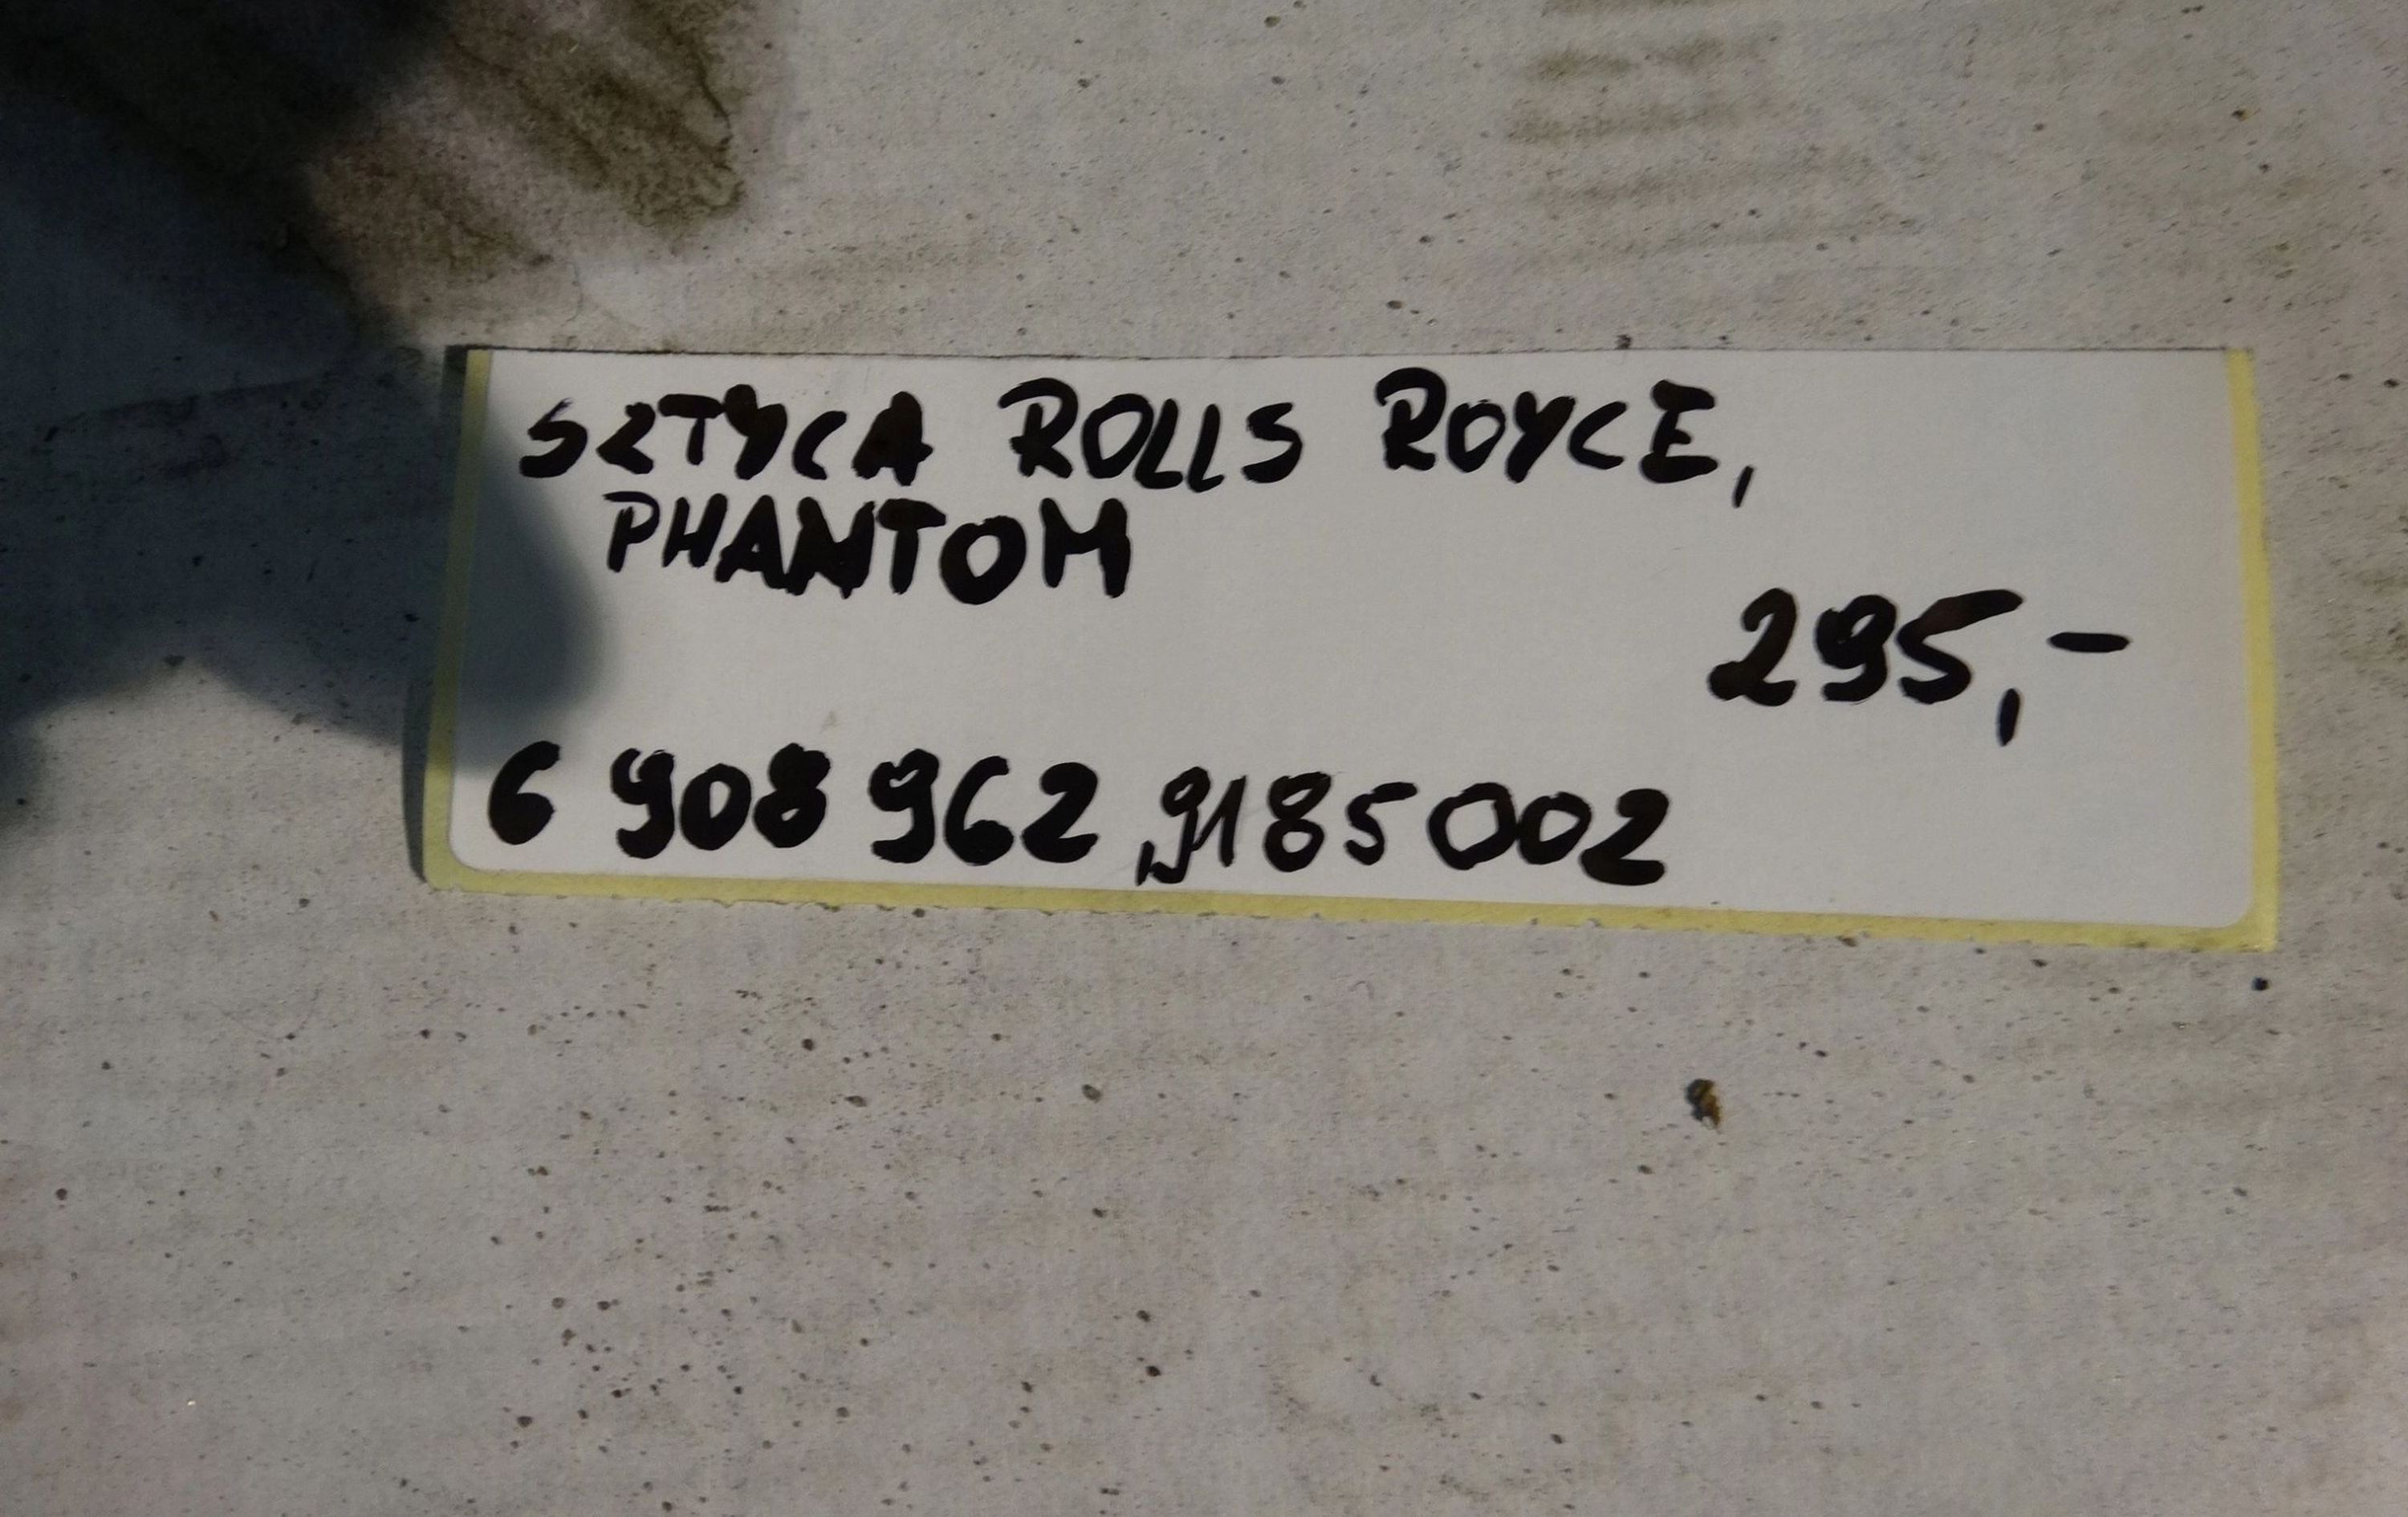 SZTYCA ROLLS ROYCE,
PHANTOM
295,-
6 908 962, 9185002